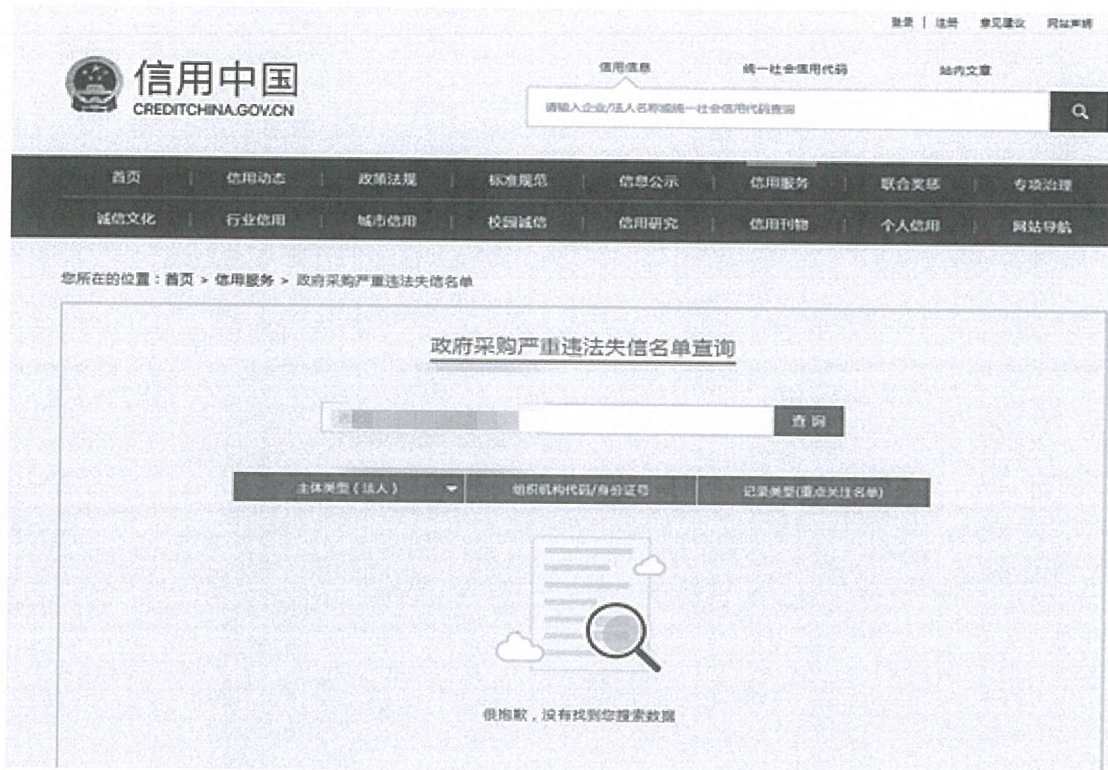 登录 | 注册 意见建议 网站声明
信用中国
CREDITCHINA.GOV.CN
信用信息 统一社会信用代码 站内文章
请输入企业/法人名称或统一社会信用代码查询
首页 | 信用动态 | 政策法规 | 标准规范 | 信息公示 | 信用服务 | 联合奖惩 | 专项治理
诚信文化 | 行业信用 | 城市信用 | 校园诚信 | 信用研究 | 信用刊物 | 个人信用 | 网站导航
您所在的位置：首页 > 信用服务 > 政府采购严重违法失信名单
政府采购严重违法失信名单查询
查 询
主体类型(法人) 组织机构代码/身份证号 记录类型(重点关注名单)
很抱歉，没有找到您搜索数据